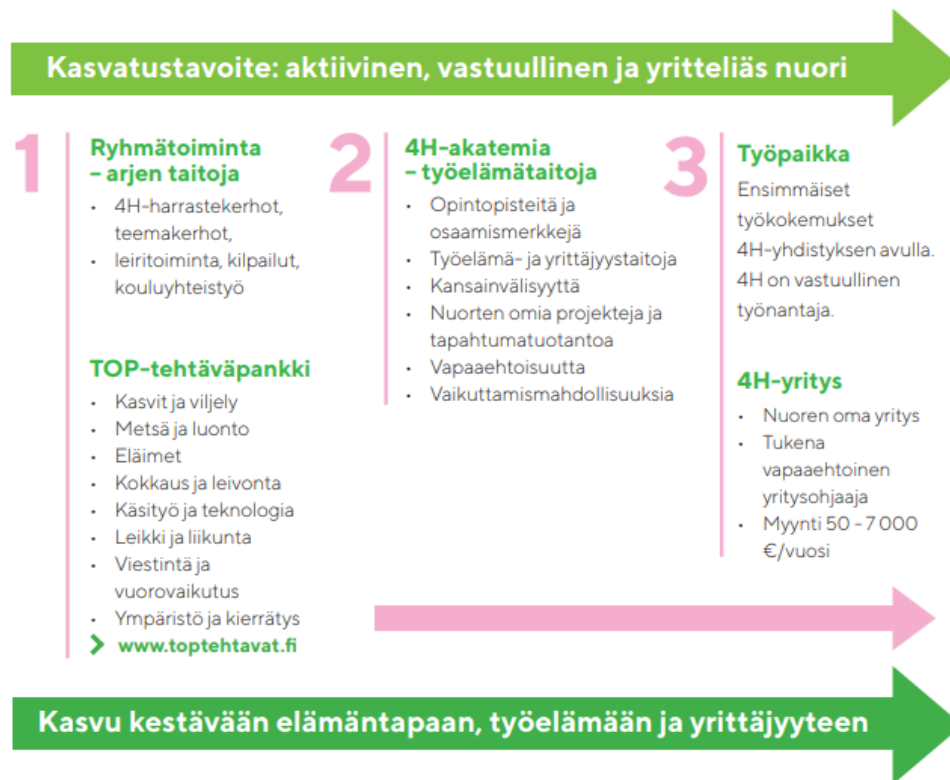 Kasvatustavoite: aktiivinen, vastuullinen ja yritteliäs nuori
1
Ryhmätoiminta
– arjen taitoja
• 4H-harrastekerhot,
teemakerhot,
• leiritoiminta, kilpailut,
kouluyhteistyö
TOP-tehtäväpankki
• Kasvit ja viljely
• Metsä ja luonto
• Eläimet
• Kokkaus ja leivonta
• Käsityö ja teknologia
• Leikki ja liikunta
• Viestintä ja
vuorovaikutus
• Ympäristö ja kierrätys
www.toptehtavat.fi
2
4H-akatemia
– työelämätaitoja
• Opintopisteitä ja
osaamismerkkejä
• Työelämä- ja yrittäjyystaitoja
• Kansainvälisyyttä
• Nuorten omia projekteja ja
tapahtumatuotantoa
• Vapaaehtoisuutta
• Vaikuttamismahdollisuuksia
3
Työpaikka
Ensimmäiset
työkokemukset
4H-yhdistyksen avulla.
4H on vastuullinen
työnantaja.
4H-yritys
• Nuoren oma yritys
• Tukena
vapaaehtoinen
yritysohjaaja
• Myynti 50 - 7 000
€/vuosi
Kasvu kestävään elämäntapaan, työelämään ja yrittäjyyteen